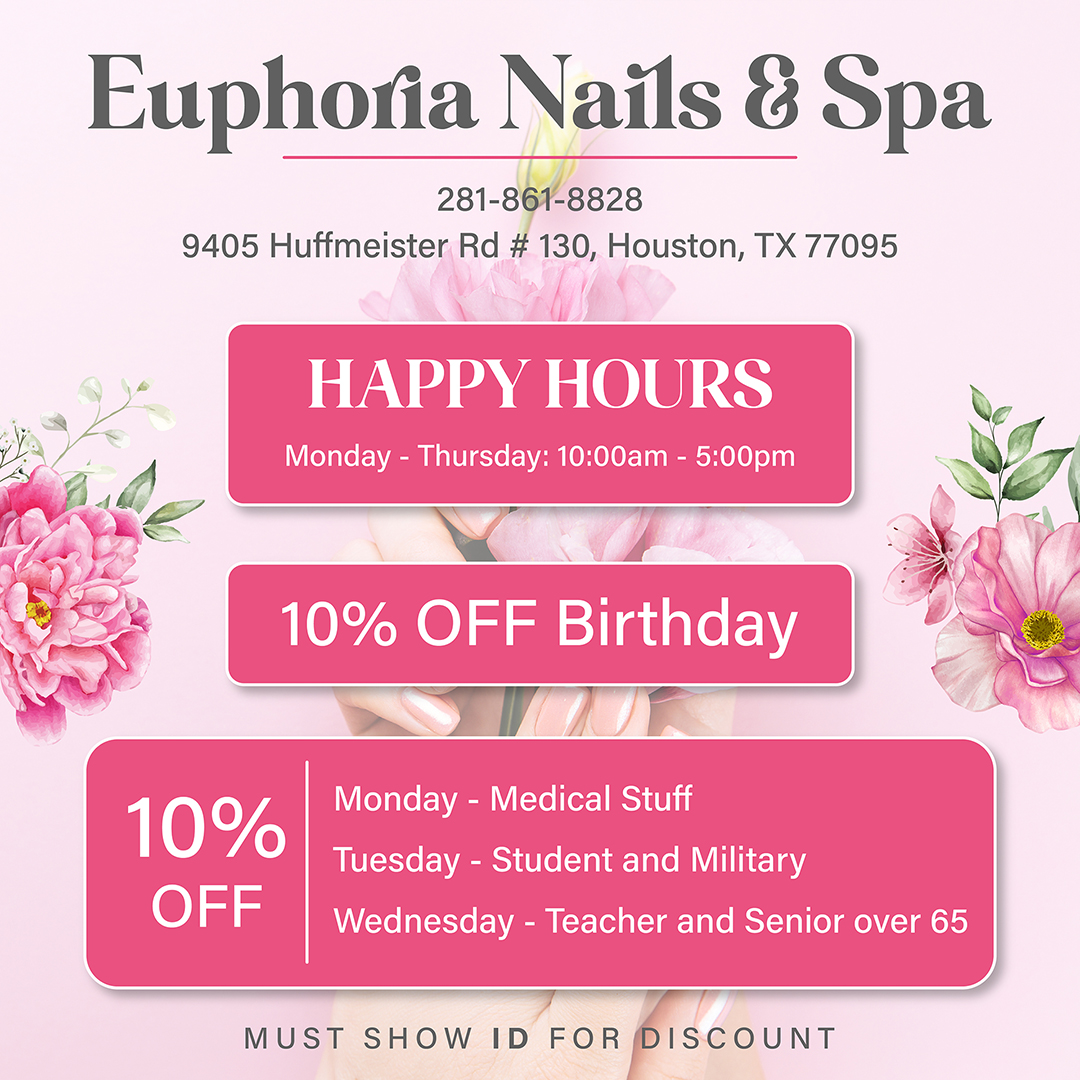 Euphoria Nails & Spa
281-861-8828
9405 Huffmeister Rd # 130, Houston, TX 77095
HAPPY HOURS
Monday - Thursday: 10:00am - 5:00pm
10% OFF Birthday
10%
OFF
Monday - Medical Stuff
Tuesday - Student and Military
Wednesday - Teacher and Senior over 65
MUST SHOW ID FOR DISCOUNT